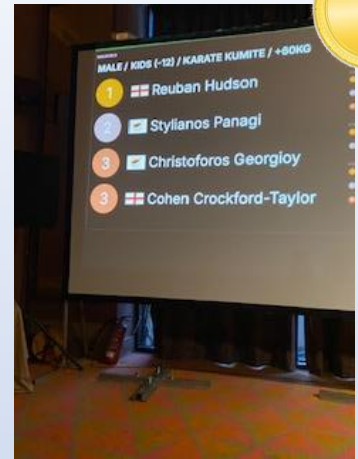 MALE / KIDS (-12) / KARATE KUMITE / +60KG
1 Reuban Hudson
2 Stylianos Panagi
3 Christoforos Georgioy
3 Cohen Crockford-Taylor